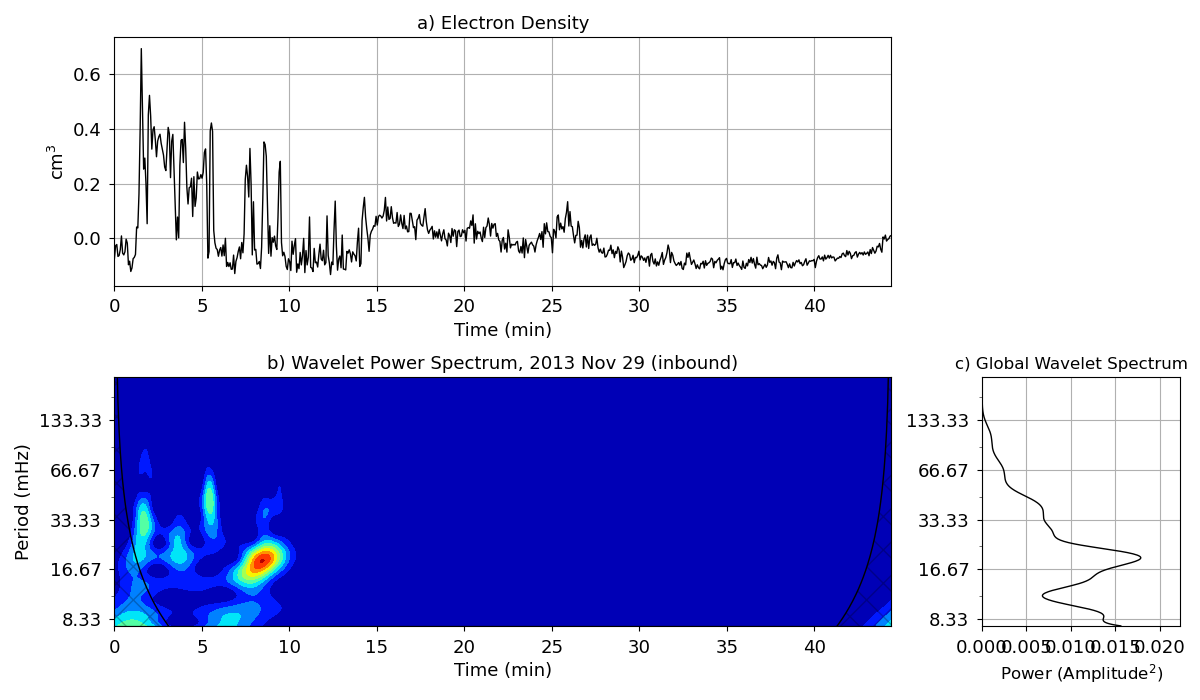 a) Electron Density
0.6
0.4
0.2
0.0
cm³
0 5 10 15 20 25 30 35 40
Time (min)
b) Wavelet Power Spectrum, 2013 Nov 29 (inbound)
133.33
66.67
33.33
16.67
8.33
Period (mHz)
0 5 10 15 20 25 30 35 40
Time (min)
c) Global Wavelet Spectrum
133.33
66.67
33.33
16.67
8.33
0.000 0.005 0.010 0.015 0.020
Power (Amplitude²)